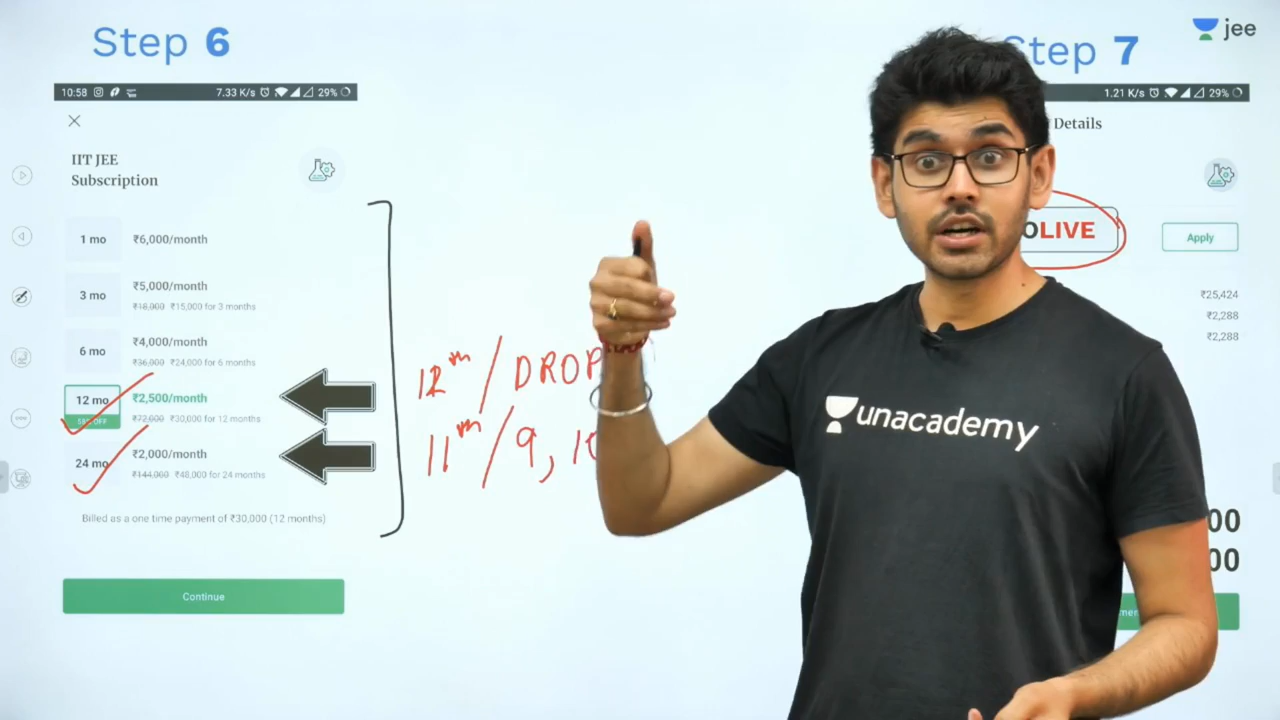 Step 6
10:58
7.33 K/s
29%
IIT JEE
Subscription
1 mo
₹6,000/month
3 mo
₹5,000/month
₹18,000 ₹15,000 for 3 months
6 mo
₹4,000/month
₹36,000 ₹24,000 for 6 months
12 mo
₹2,500/month
₹72,000 ₹30,000 for 12 months
24 mo
₹2,000/month
₹144,000 ₹48,000 for 24 months
Billed as a one time payment of ₹30,000 (12 months)
Continue
12th / DROP
11th / 9, 10
unacademy
jee
Step 7
1.21 K/s
29%
Details
OLIVE
Apply
₹25,424
₹2,288
₹2,288
00
00